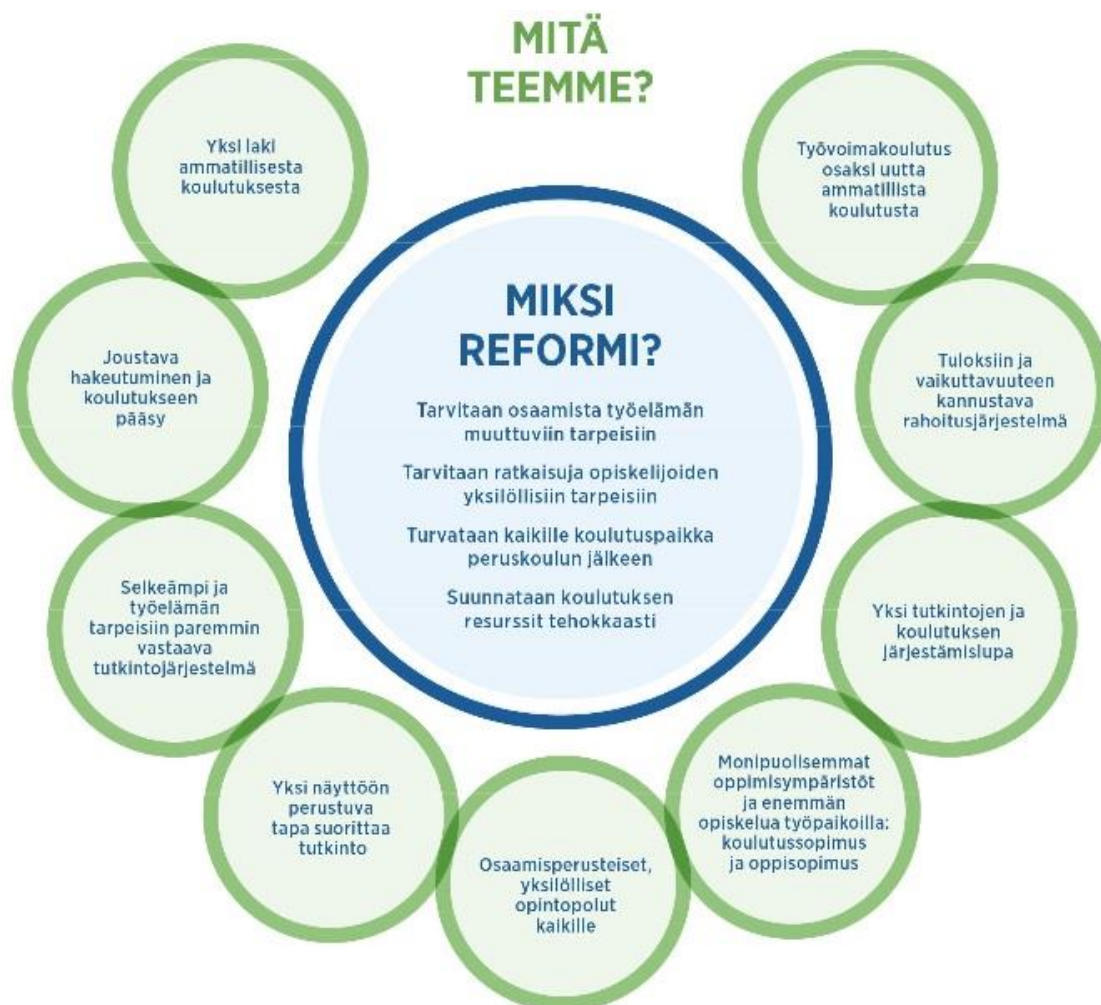 MITÄ
TEEMME?
Yksi laki
ammatillisesta
koulutuksesta
Joustava
hakeutuminen ja
koulutukseen
pääsy
Selkeämpi ja
työelämän
tarpeisiin paremmin
vastaava
tutkintojärjestelmä
Yksi näyttöön
perustuva
tapa suorittaa
tutkinto
Osaamisperusteiset,
yksilölliset
opintopolut
kaikille
Monipuolisemmat
oppimisympäristöt
ja enemmän
opiskelua työpaikoilla:
koulutussopimus
ja oppisopimus
Yksi tutkintojen ja
koulutuksen
järjestämislupa
Tuloksiin ja
vaikuttavuuteen
kannustava
rahoitusjärjestelmä
Työvoimakoulutus
osaksi uutta
ammatillista
koulutusta
MIKSI
REFORMI?
Tarvitaan osaamista työelämän
muuttuviin tarpeisiin
Tarvitaan ratkaisuja opiskelijoiden
yksilöllisiin tarpeisiin
Turvataan kaikille koulutuspaikka
peruskoulun jälkeen
Suunnataan koulutuksen
resurssit tehokkaasti